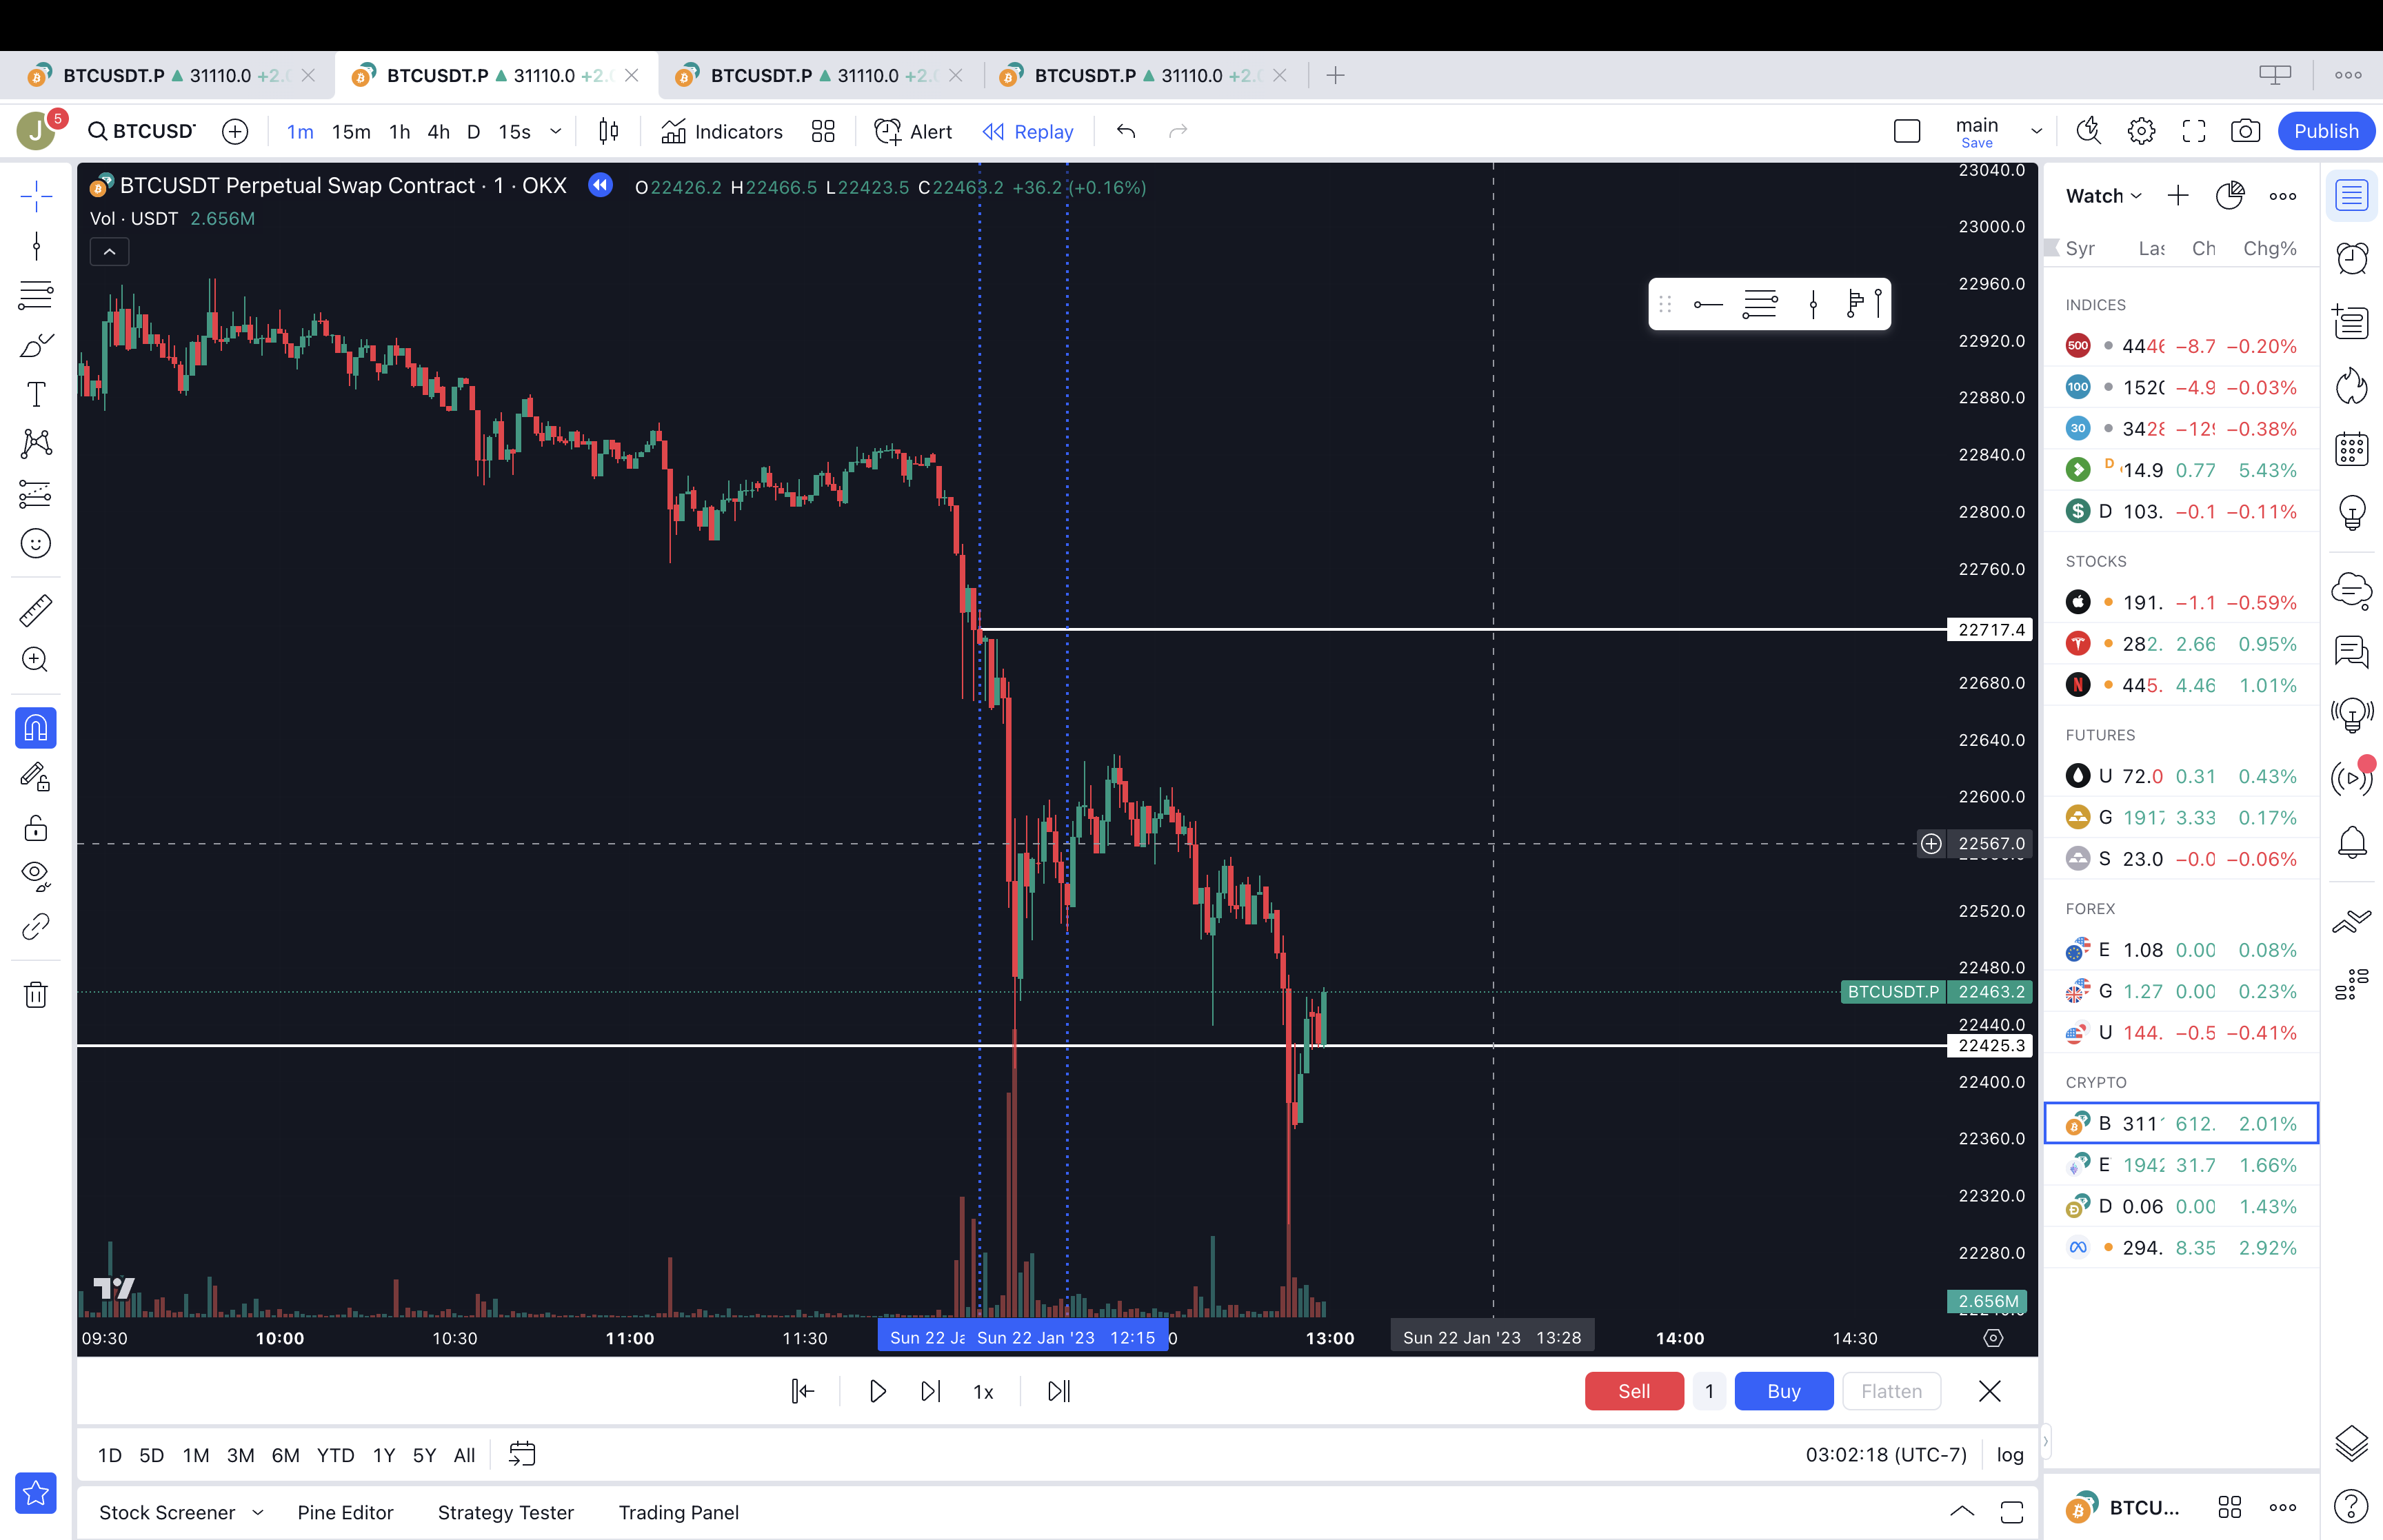 BTCUSDT.P ▲ 31110.0 +2.0 BTCUSDT.P ▲ 31110.0 +2.0 BTCUSDT.P ▲ 31110.0 +2.0 BTCUSDT.P ▲ 31110.0 +2.0
J 5 BTCUSD 1m 15m 1h 4h D 15s Indicators Alert Replay main Save Publish
BTCUSDT Perpetual Swap Contract · 1 · OKX O22426.2 H22466.5 L22423.5 C22463.2 +36.2 (+0.16%)
Vol · USDT 2.656M
23040.0
23000.0
22960.0
22920.0
22880.0
22840.0
22800.0
22760.0
22717.4
22680.0
22640.0
22600.0
22567.0
22520.0
22480.0
BTCUSDT.P 22463.2
22440.0
22425.3
22400.0
22360.0
22320.0
22280.0
2.656M
09:30 10:00 10:30 11:00 11:30 Sun 22 Ja Sun 22 Jan '23 12:15 0 13:00 Sun 22 Jan '23 13:28 14:00 14:30
1x Sell 1 Buy Flatten
1D 5D 1M 3M 6M YTD 1Y 5Y All 03:02:18 (UTC-7) log
Stock Screener Pine Editor Strategy Tester Trading Panel
Watch
Syr Las Ch Chg%
INDICES
500 4446 −8.7 −0.20%
100 1520 −4.9 −0.03%
30 3428 −129 −0.38%
D 14.9 0.77 5.43%
$ D 103. −0.1 −0.11%
STOCKS
191. −1.1 −0.59%
282. 2.66 0.95%
N 445. 4.46 1.01%
FUTURES
U 72.0 0.31 0.43%
G 1917 3.33 0.17%
S 23.0 −0.0 −0.06%
FOREX
E 1.08 0.00 0.08%
G 1.27 0.00 0.23%
U 144. −0.5 −0.41%
CRYPTO
B 311 612. 2.01%
E 1942 31.7 1.66%
D 0.06 0.00 1.43%
294. 8.35 2.92%
BTCU...